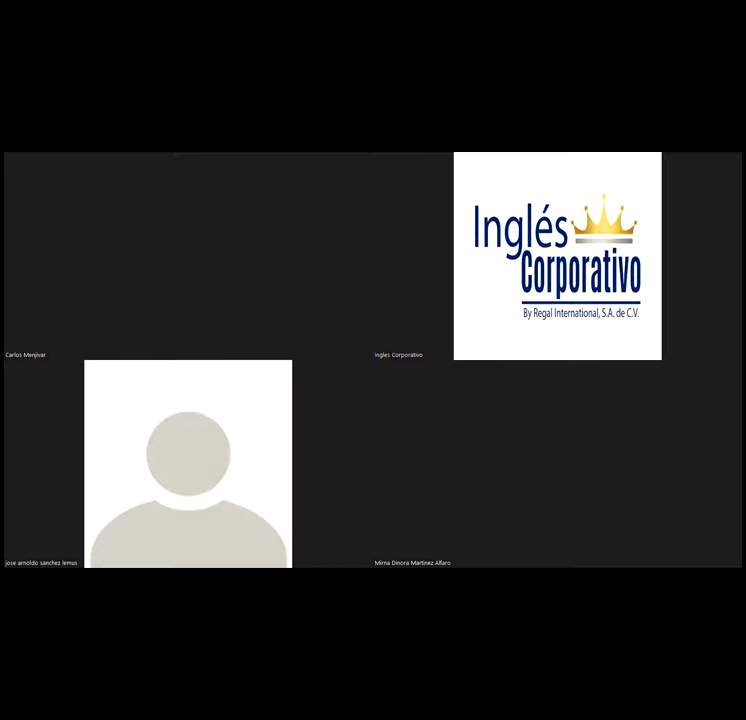 Inglés
Corporativo
By Regal International, S.A. de C.V.
Carlos Menjivar
Ingles Corporativo
jose arnoldo sanchez lemus
Mirna Dinora Martinez Alfaro